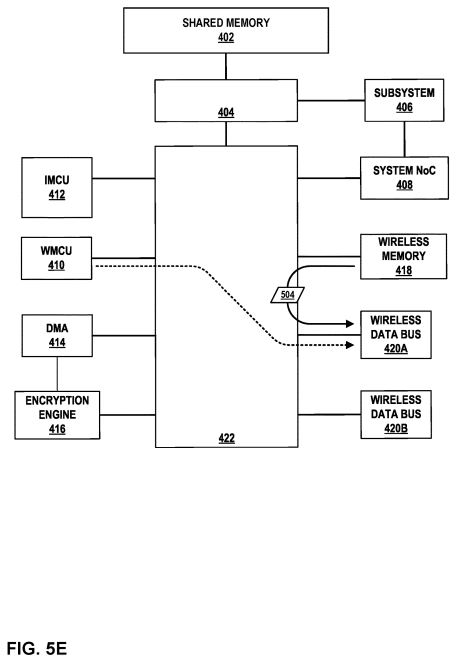 SHARED MEMORY
402
404
SUBSYSTEM
406
IMCU
412
SYSTEM NoC
408
WMCU
410
WIRELESS
MEMORY
418
504
DMA
414
WIRELESS
DATA BUS
420A
ENCRYPTION
ENGINE
416
WIRELESS
DATA BUS
420B
422
FIG. 5E